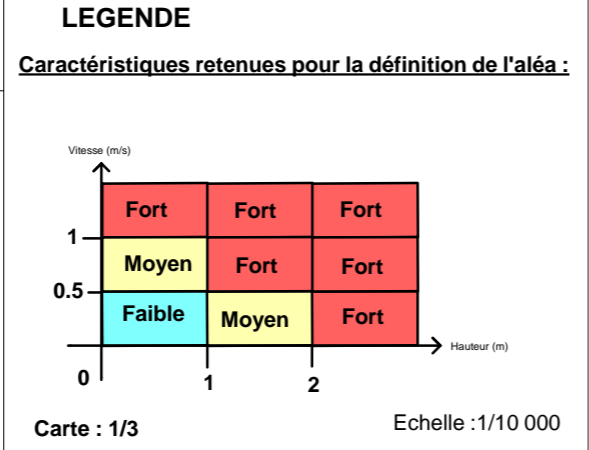 LEGENDE
Caractéristiques retenues pour la définition de l'aléa :
Vitesse (m/s)
Fort Fort Fort
1
Moyen Fort Fort
0.5
Faible Moyen Fort
Hauteur (m)
0 1 2
Carte : 1/3 Echelle :1/10 000